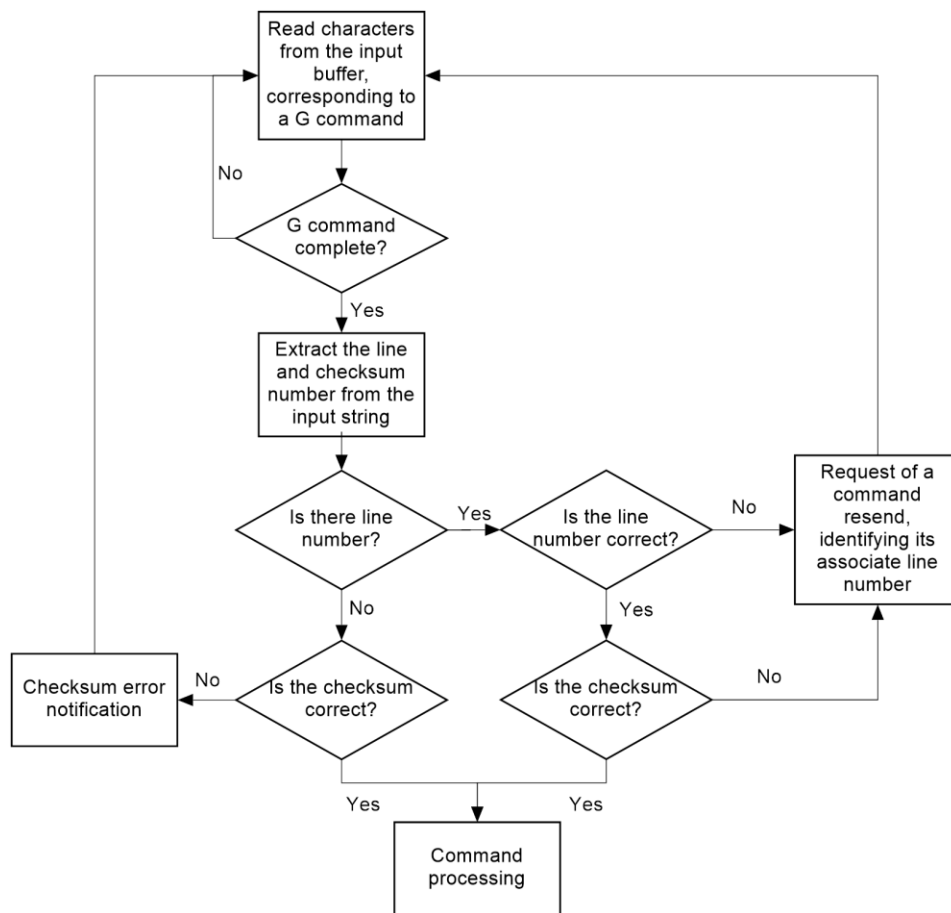 Read characters
from the input
buffer,
corresponding to
a G command
No
G command
complete?
Yes
Extract the line
and checksum
number from the
input string
Is there line
number?
Yes
Is the line
number correct?
No
Request of a
command
resend,
identifying its
associate line
number
No
Yes
Checksum error
notification
No
Is the checksum
correct?
Is the checksum
correct?
No
Yes
Yes
Command
processing